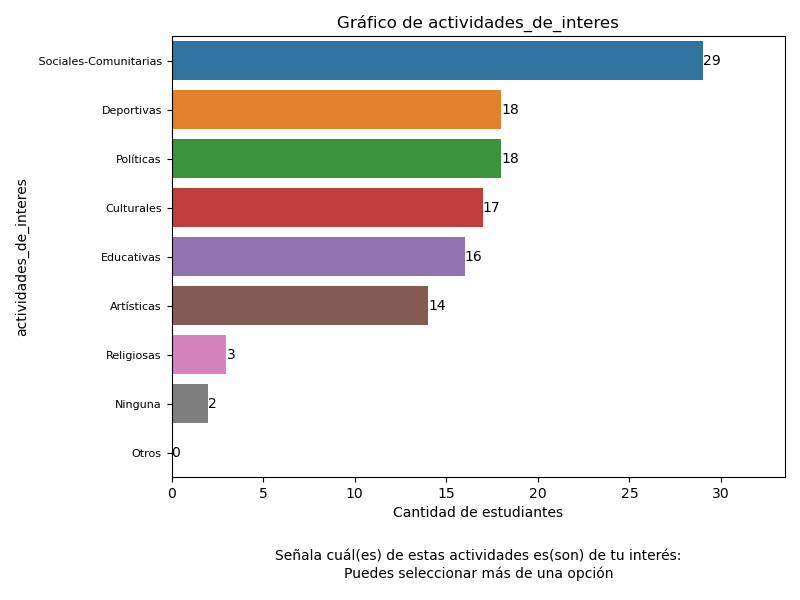 Gráfico de actividades_de_interes
Sociales-Comunitarias 29
Deportivas 18
Políticas 18
Culturales 17
Educativas 16
Artísticas 14
Religiosas 3
Ninguna 2
Otros 0
actividades_de_interes
0 5 10 15 20 25 30
Cantidad de estudiantes
Señala cuál(es) de estas actividades es(son) de tu interés:
Puedes seleccionar más de una opción